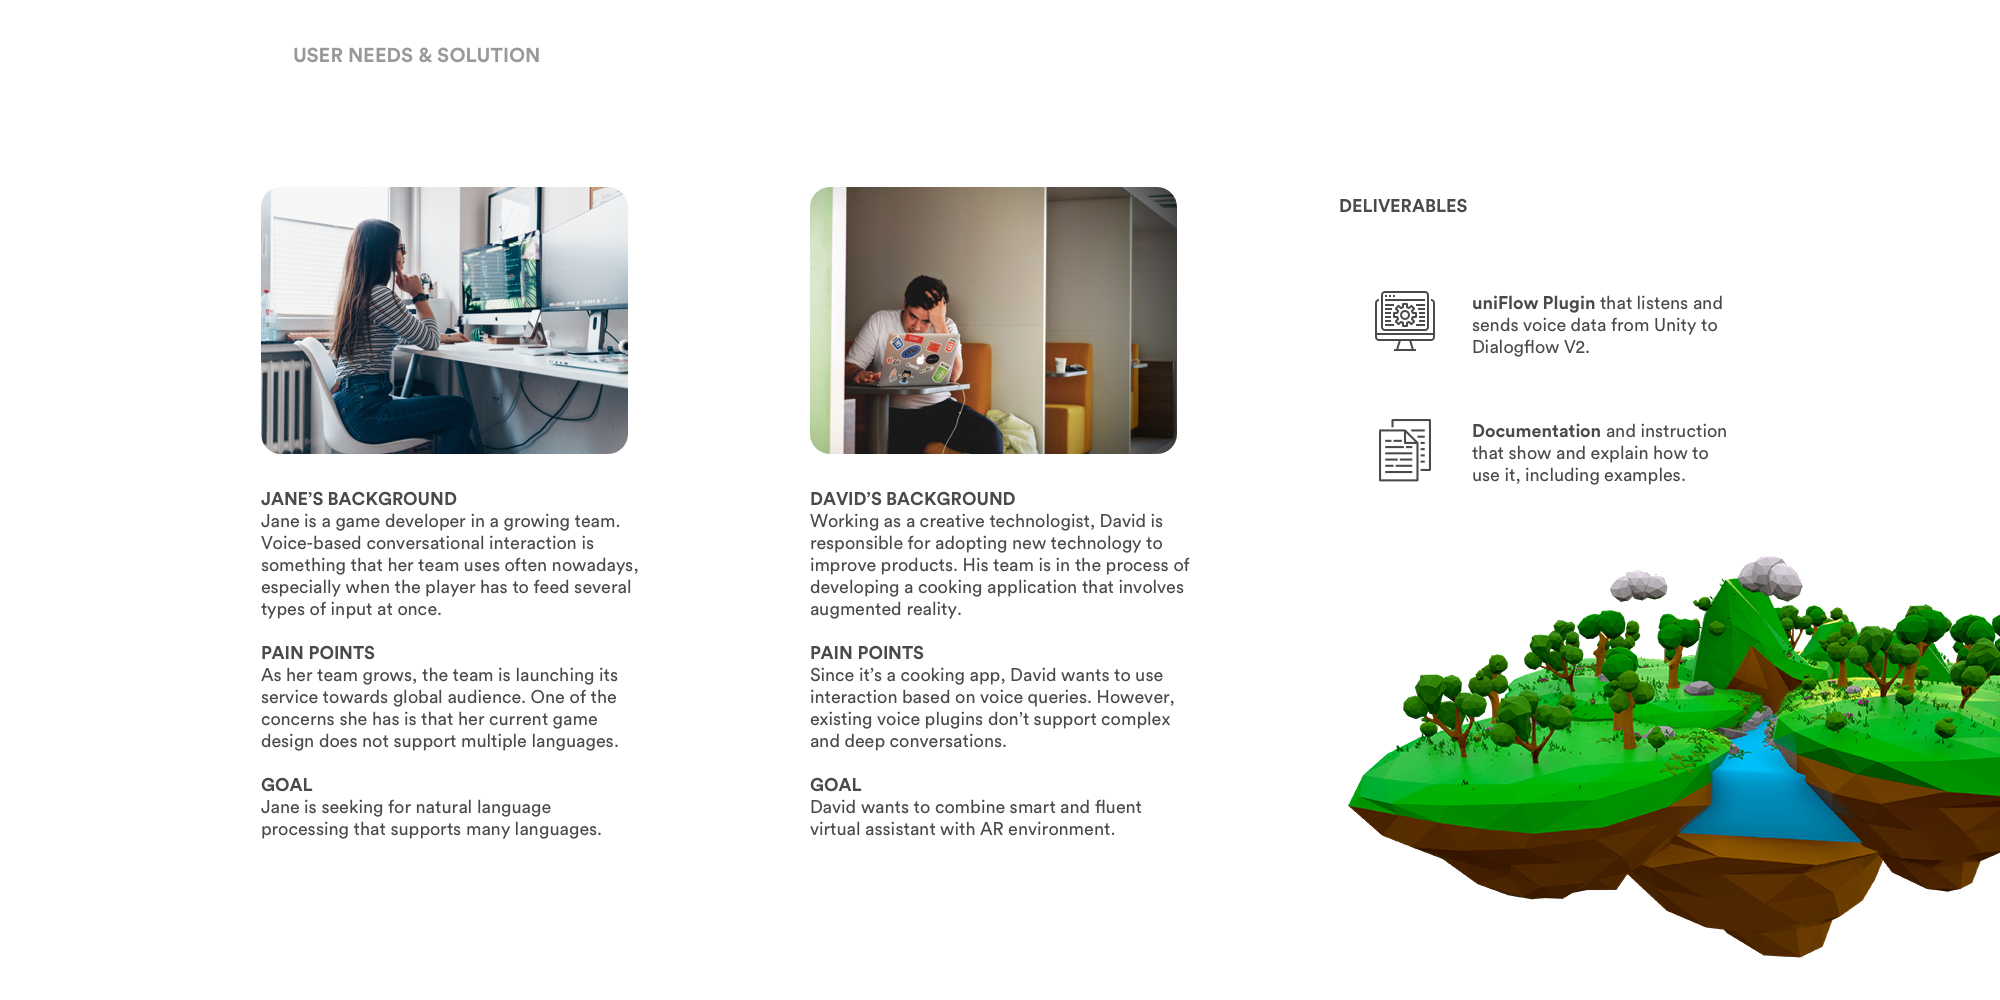 USER NEEDS & SOLUTION
JANE’S BACKGROUND
Jane is a game developer in a growing team.
Voice-based conversational interaction is
something that her team uses often nowadays,
especially when the player has to feed several
types of input at once.
PAIN POINTS
As her team grows, the team is launching its
service towards global audience. One of the
concerns she has is that her current game
design does not support multiple languages.
GOAL
Jane is seeking for natural language
processing that supports many languages.
DAVID’S BACKGROUND
Working as a creative technologist, David is
responsible for adopting new technology to
improve products. His team is in the process of
developing a cooking application that involves
augmented reality.
PAIN POINTS
Since it’s a cooking app, David wants to use
interaction based on voice queries. However,
existing voice plugins don’t support complex
and deep conversations.
GOAL
David wants to combine smart and fluent
virtual assistant with AR environment.
DELIVERABLES
uniFlow Plugin that listens and
sends voice data from Unity to
Dialogflow V2.
Documentation and instruction
that show and explain how to
use it, including examples.